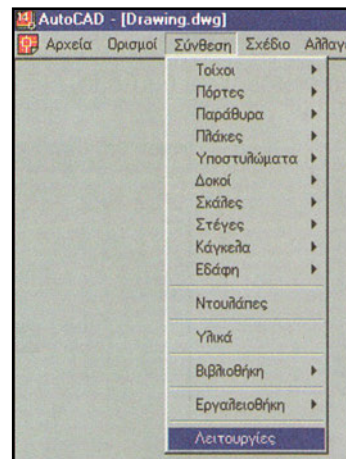 AutoCAD - [Drawing.dwg]
Αρχεία Ορισμοί Σύνθεση Σχέδιο Αλλαγ
Τοίχοι
Πόρτες
Παράθυρα
Πλάκες
Υποστυλώματα
Δοκοί
Σκάλες
Στέγες
Κάγκελα
Εδάφη
Ντουλάπες
Υλικά
Βιβλιοθήκη
Εργαλειοθήκη
Λειτουργίες